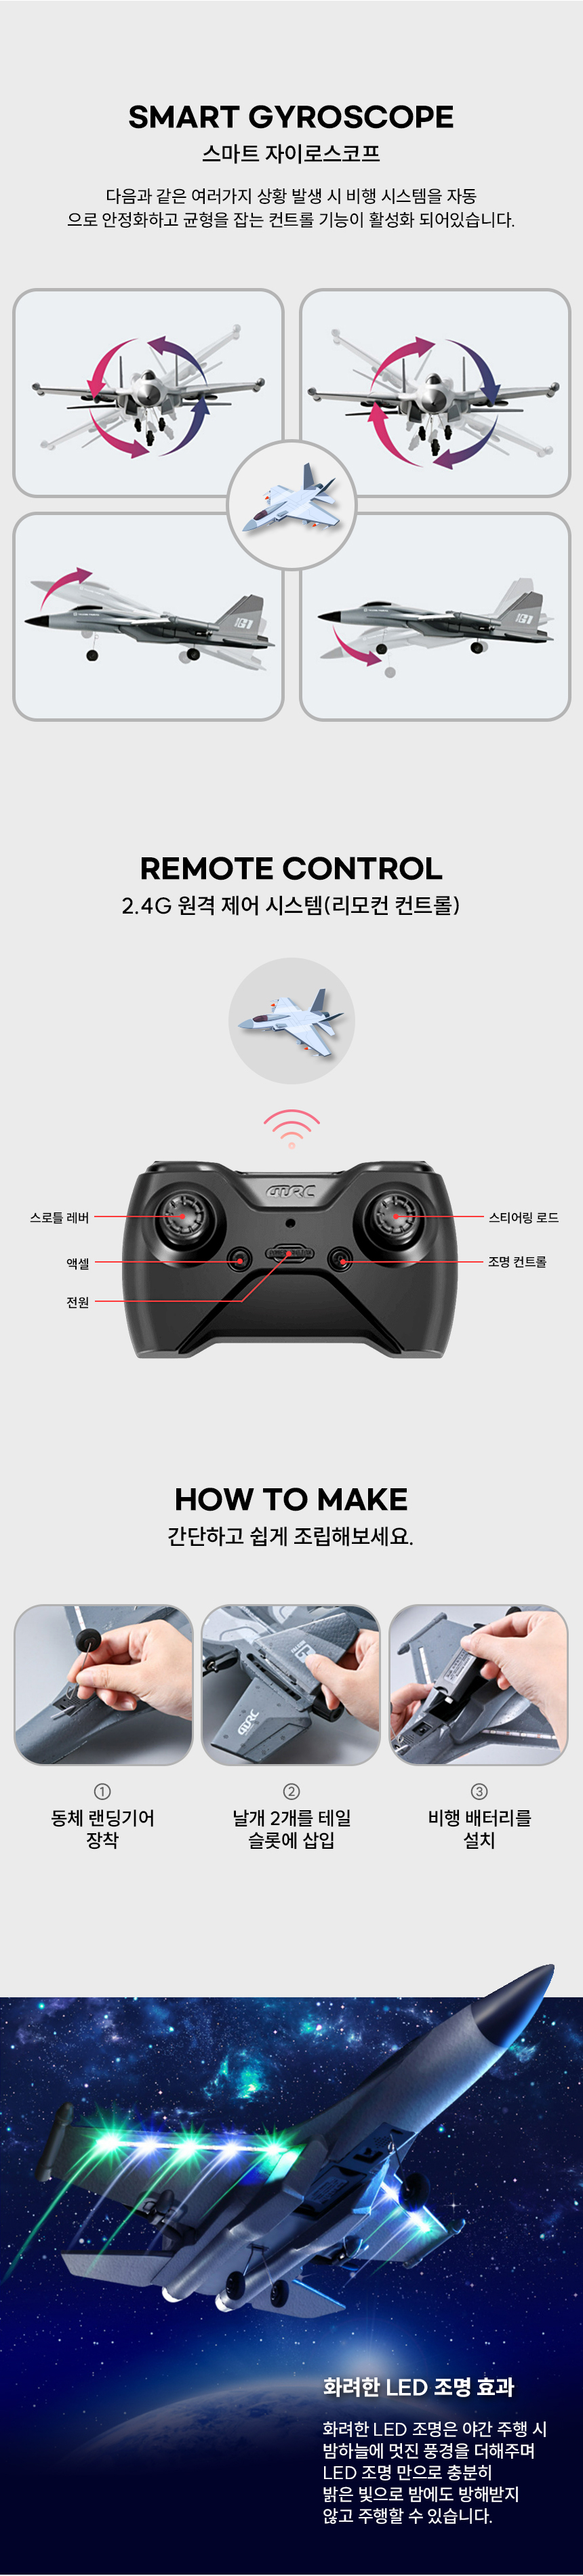 SMART GYROSCOPE
스마트 자이로스코프
다음과 같은 여러가지 상황 발생 시 비행 시스템을 자동
으로 안정화하고 균형을 잡는 컨트롤 기능이 활성화 되어있습니다.
REMOTE CONTROL
2.4G 원격 제어 시스템(리모컨 컨트롤)
스로틀 레버
스티어링 로드
액셀
조명 컨트롤
전원
HOW TO MAKE
간단하고 쉽게 조립해보세요.
①
동체 랜딩기어
장착
②
날개 2개를 테일
슬롯에 삽입
③
비행 배터리를
설치
화려한 LED 조명 효과
화려한 LED 조명은 야간 주행 시
밤하늘에 멋진 풍경을 더해주며
LED 조명 만으로 충분히
밝은 빛으로 밤에도 방해받지
않고 주행할 수 있습니다.